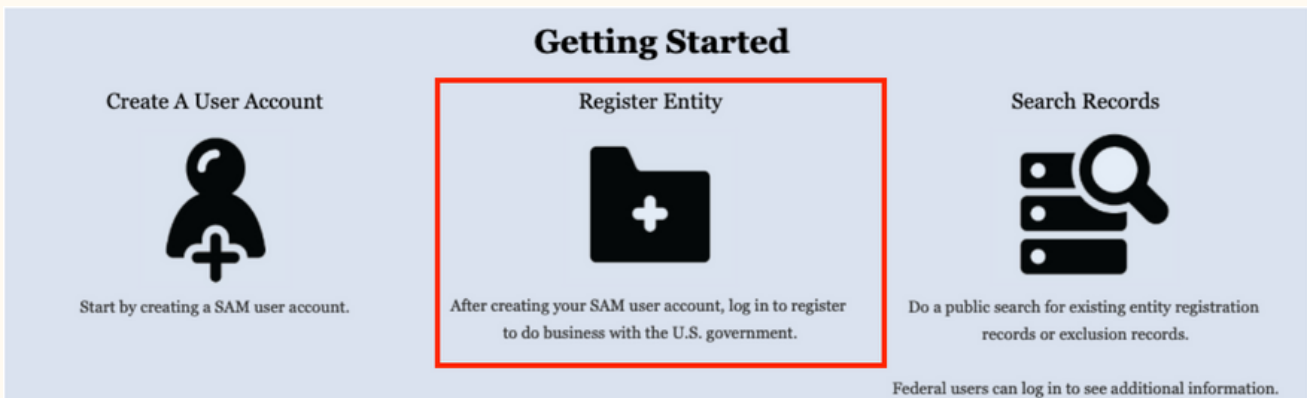 Getting Started
Create A User Account
Start by creating a SAM user account.
Register Entity
After creating your SAM user account, log in to register
to do business with the U.S. government.
Search Records
Do a public search for existing entity registration
records or exclusion records.
Federal users can log in to see additional information.